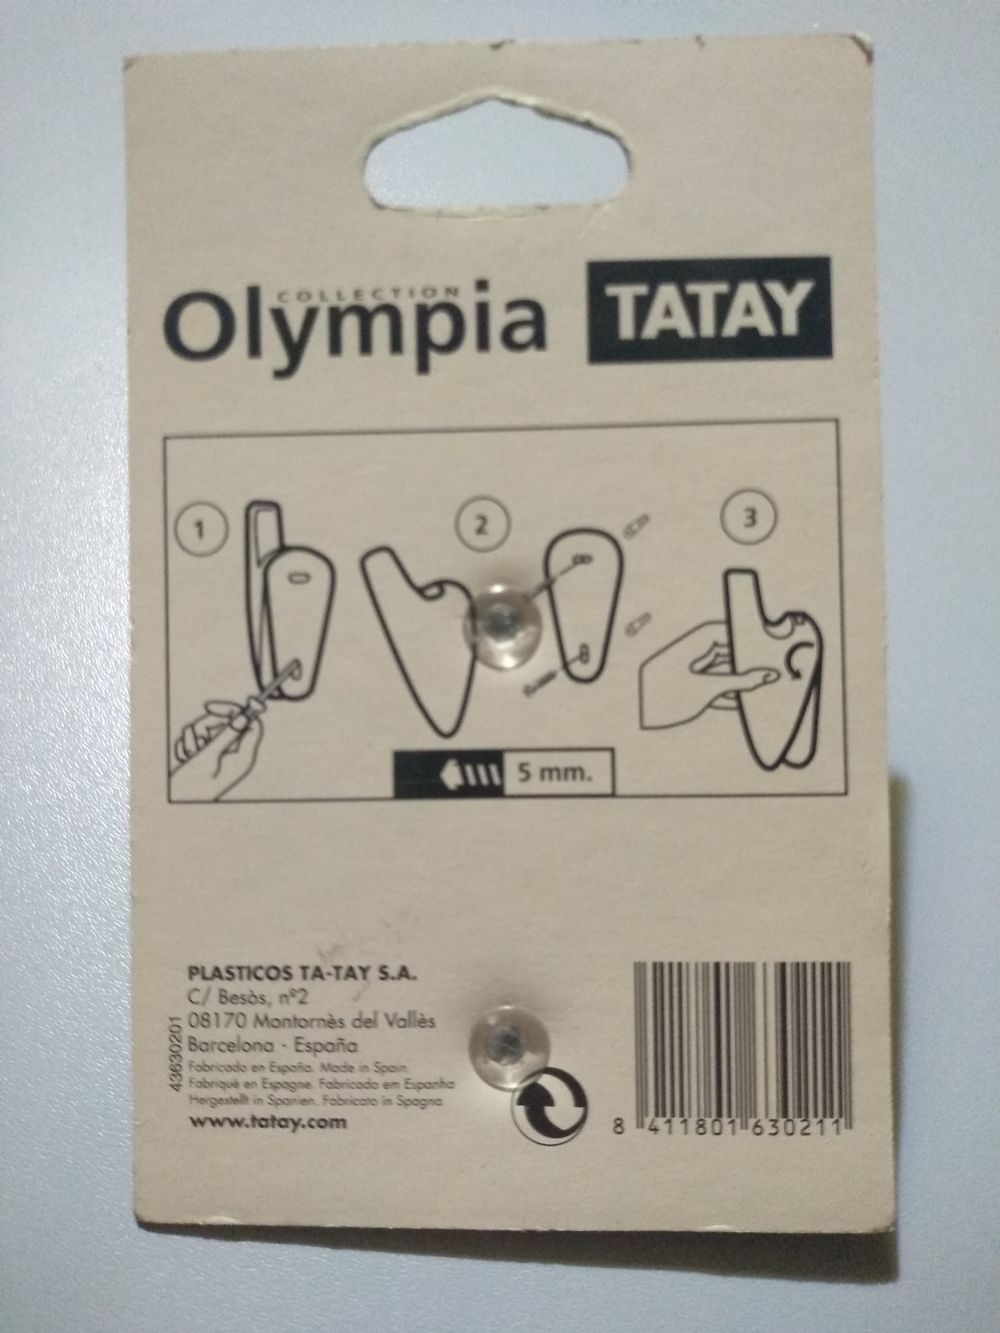 COLLECTION
Olympia
TATAY
1
2
3
5 mm.
PLASTICOS TA-TAY S.A.
C/ Besòs, nº2
08170 Montornès del Vallès
Barcelona - España
Fabricado en España. Made in Spain
Fabriqué en Espagne. Fabricado em Espanha
Hergestellt in Spanien. Fabricato in Spagna
www.tatay.com
43630201
8 411801 630211